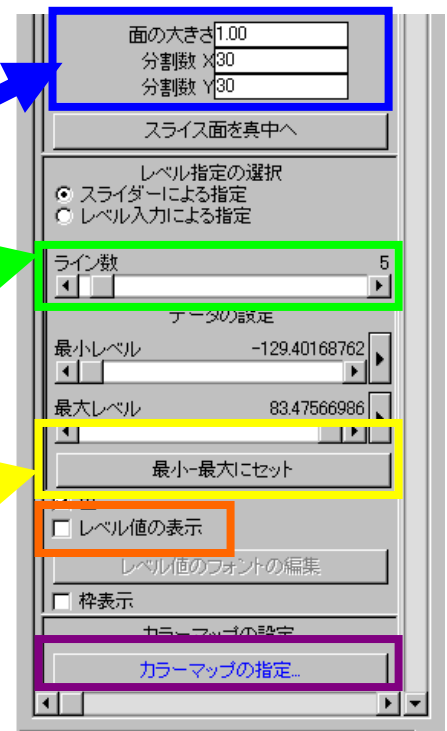 面の大きさ 1.00
分割数 X 30
分割数 Y 30
スライス面を真中へ
レベル指定の選択
スライダーによる指定
レベル入力による指定
ライン数 5
データの設定
最小レベル -129.40168762
最大レベル 83.47566986
最小-最大にセット
レベル値の表示
レベル値のフォントの編集
枠表示
カラーマップの設定
カラーマップの指定...